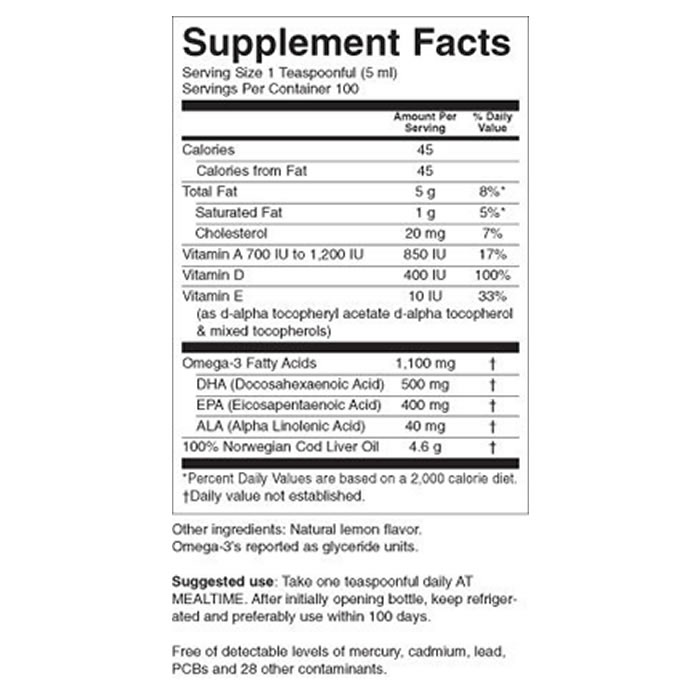 Supplement Facts
Serving Size 1 Teaspoonful (5 ml)
Servings Per Container 100
Amount Per Serving % Daily Value
Calories 45
Calories from Fat 45
Total Fat 5 g 8%*
Saturated Fat 1 g 5%*
Cholesterol 20 mg 7%
Vitamin A 700 IU to 1,200 IU 850 IU 17%
Vitamin D 400 IU 100%
Vitamin E 10 IU 33%
(as d-alpha tocopheryl acetate d-alpha tocopherol
& mixed tocopherols)
Omega-3 Fatty Acids 1,100 mg †
DHA (Docosahexaenoic Acid) 500 mg †
EPA (Eicosapentaenoic Acid) 400 mg †
ALA (Alpha Linolenic Acid) 40 mg †
100% Norwegian Cod Liver Oil 4.6 g †
*Percent Daily Values are based on a 2,000 calorie diet.
†Daily value not established.
Other ingredients: Natural lemon flavor.
Omega-3's reported as glyceride units.
Suggested use: Take one teaspoonful daily AT
MEALTIME. After initially opening bottle, keep refriger-
ated and preferably use within 100 days.
Free of detectable levels of mercury, cadmium, lead,
PCBs and 28 other contaminants.